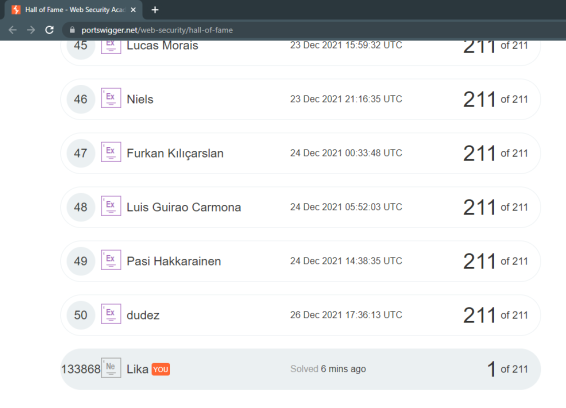 Hall of Fame - Web Security Aca
portswigger.net/web-security/hall-of-fame
45 Ex Lucas Morais 23 Dec 2021 15:59:32 UTC 211 of 211
46 Ex Niels 23 Dec 2021 21:16:35 UTC 211 of 211
47 Ex Furkan Kılıçarslan 24 Dec 2021 00:33:48 UTC 211 of 211
48 Ex Luis Guirao Carmona 24 Dec 2021 05:52:03 UTC 211 of 211
49 Ex Pasi Hakkarainen 24 Dec 2021 14:38:35 UTC 211 of 211
50 Ex dudez 26 Dec 2021 17:36:13 UTC 211 of 211
133868 Ne Lika YOU Solved 6 mins ago 1 of 211